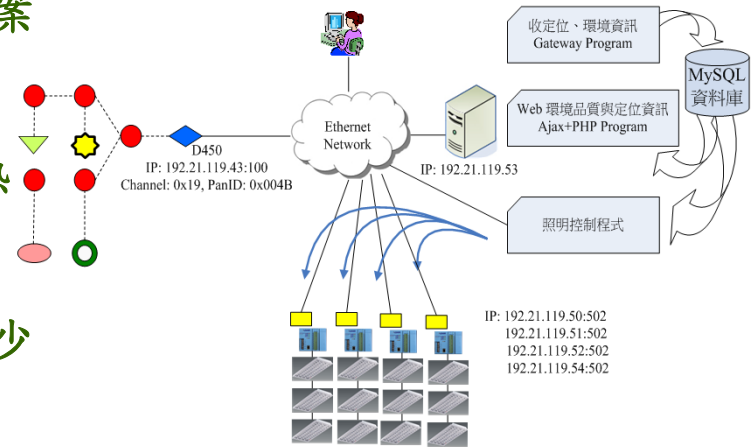 案
熱
少
收定位、環境資訊
Gateway Program
MySQL
資料庫
Web 環境品質與定位資訊
Ajax+PHP Program
Ethernet
Network
D450
IP: 192.21.119.43:100
Channel: 0x19, PanID: 0x004B
IP: 192.21.119.53
照明控制程式
IP: 192.21.119.50:502
192.21.119.51:502
192.21.119.52:502
192.21.119.54:502